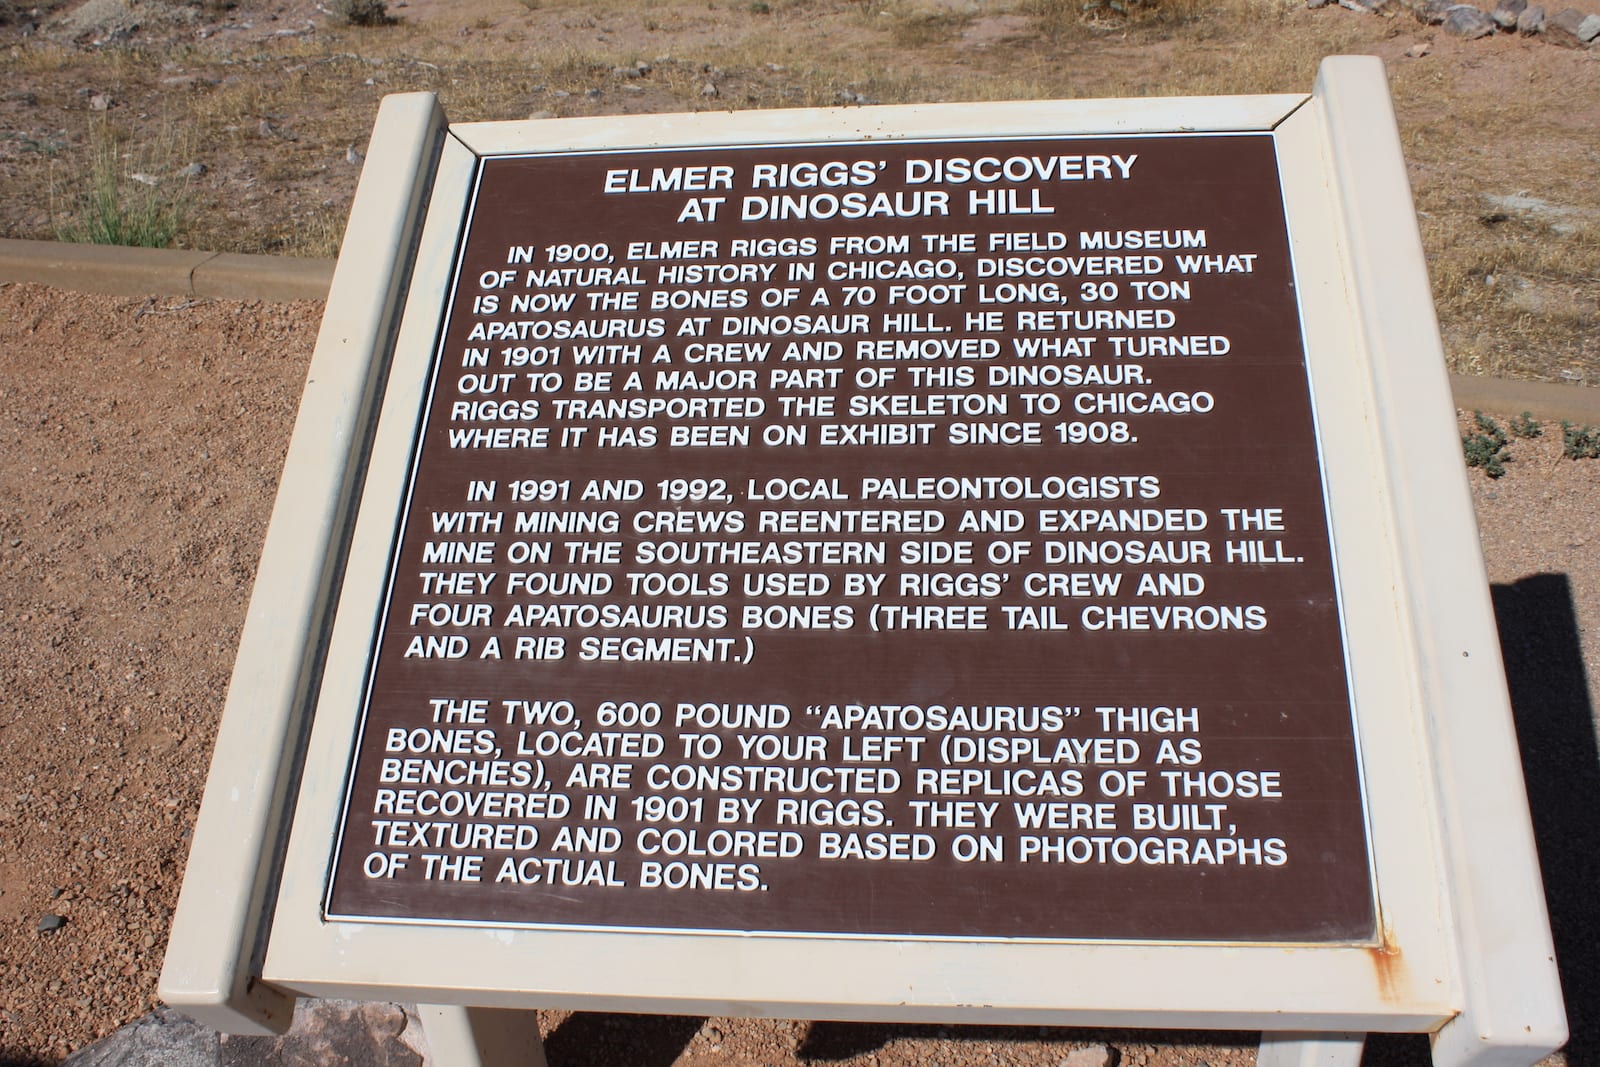 ELMER RIGGS' DISCOVERY
AT DINOSAUR HILL
IN 1900, ELMER RIGGS FROM THE FIELD MUSEUM
OF NATURAL HISTORY IN CHICAGO, DISCOVERED WHAT
IS NOW THE BONES OF A 70 FOOT LONG, 30 TON
APATOSAURUS AT DINOSAUR HILL. HE RETURNED
IN 1901 WITH A CREW AND REMOVED WHAT TURNED
OUT TO BE A MAJOR PART OF THIS DINOSAUR.
RIGGS TRANSPORTED THE SKELETON TO CHICAGO
WHERE IT HAS BEEN ON EXHIBIT SINCE 1908.
IN 1991 AND 1992, LOCAL PALEONTOLOGISTS
WITH MINING CREWS REENTERED AND EXPANDED THE
MINE ON THE SOUTHEASTERN SIDE OF DINOSAUR HILL.
THEY FOUND TOOLS USED BY RIGGS' CREW AND
FOUR APATOSAURUS BONES (THREE TAIL CHEVRONS
AND A RIB SEGMENT.)
THE TWO, 600 POUND "APATOSAURUS" THIGH
BONES, LOCATED TO YOUR LEFT (DISPLAYED AS
BENCHES), ARE CONSTRUCTED REPLICAS OF THOSE
RECOVERED IN 1901 BY RIGGS. THEY WERE BUILT,
TEXTURED AND COLORED BASED ON PHOTOGRAPHS
OF THE ACTUAL BONES.